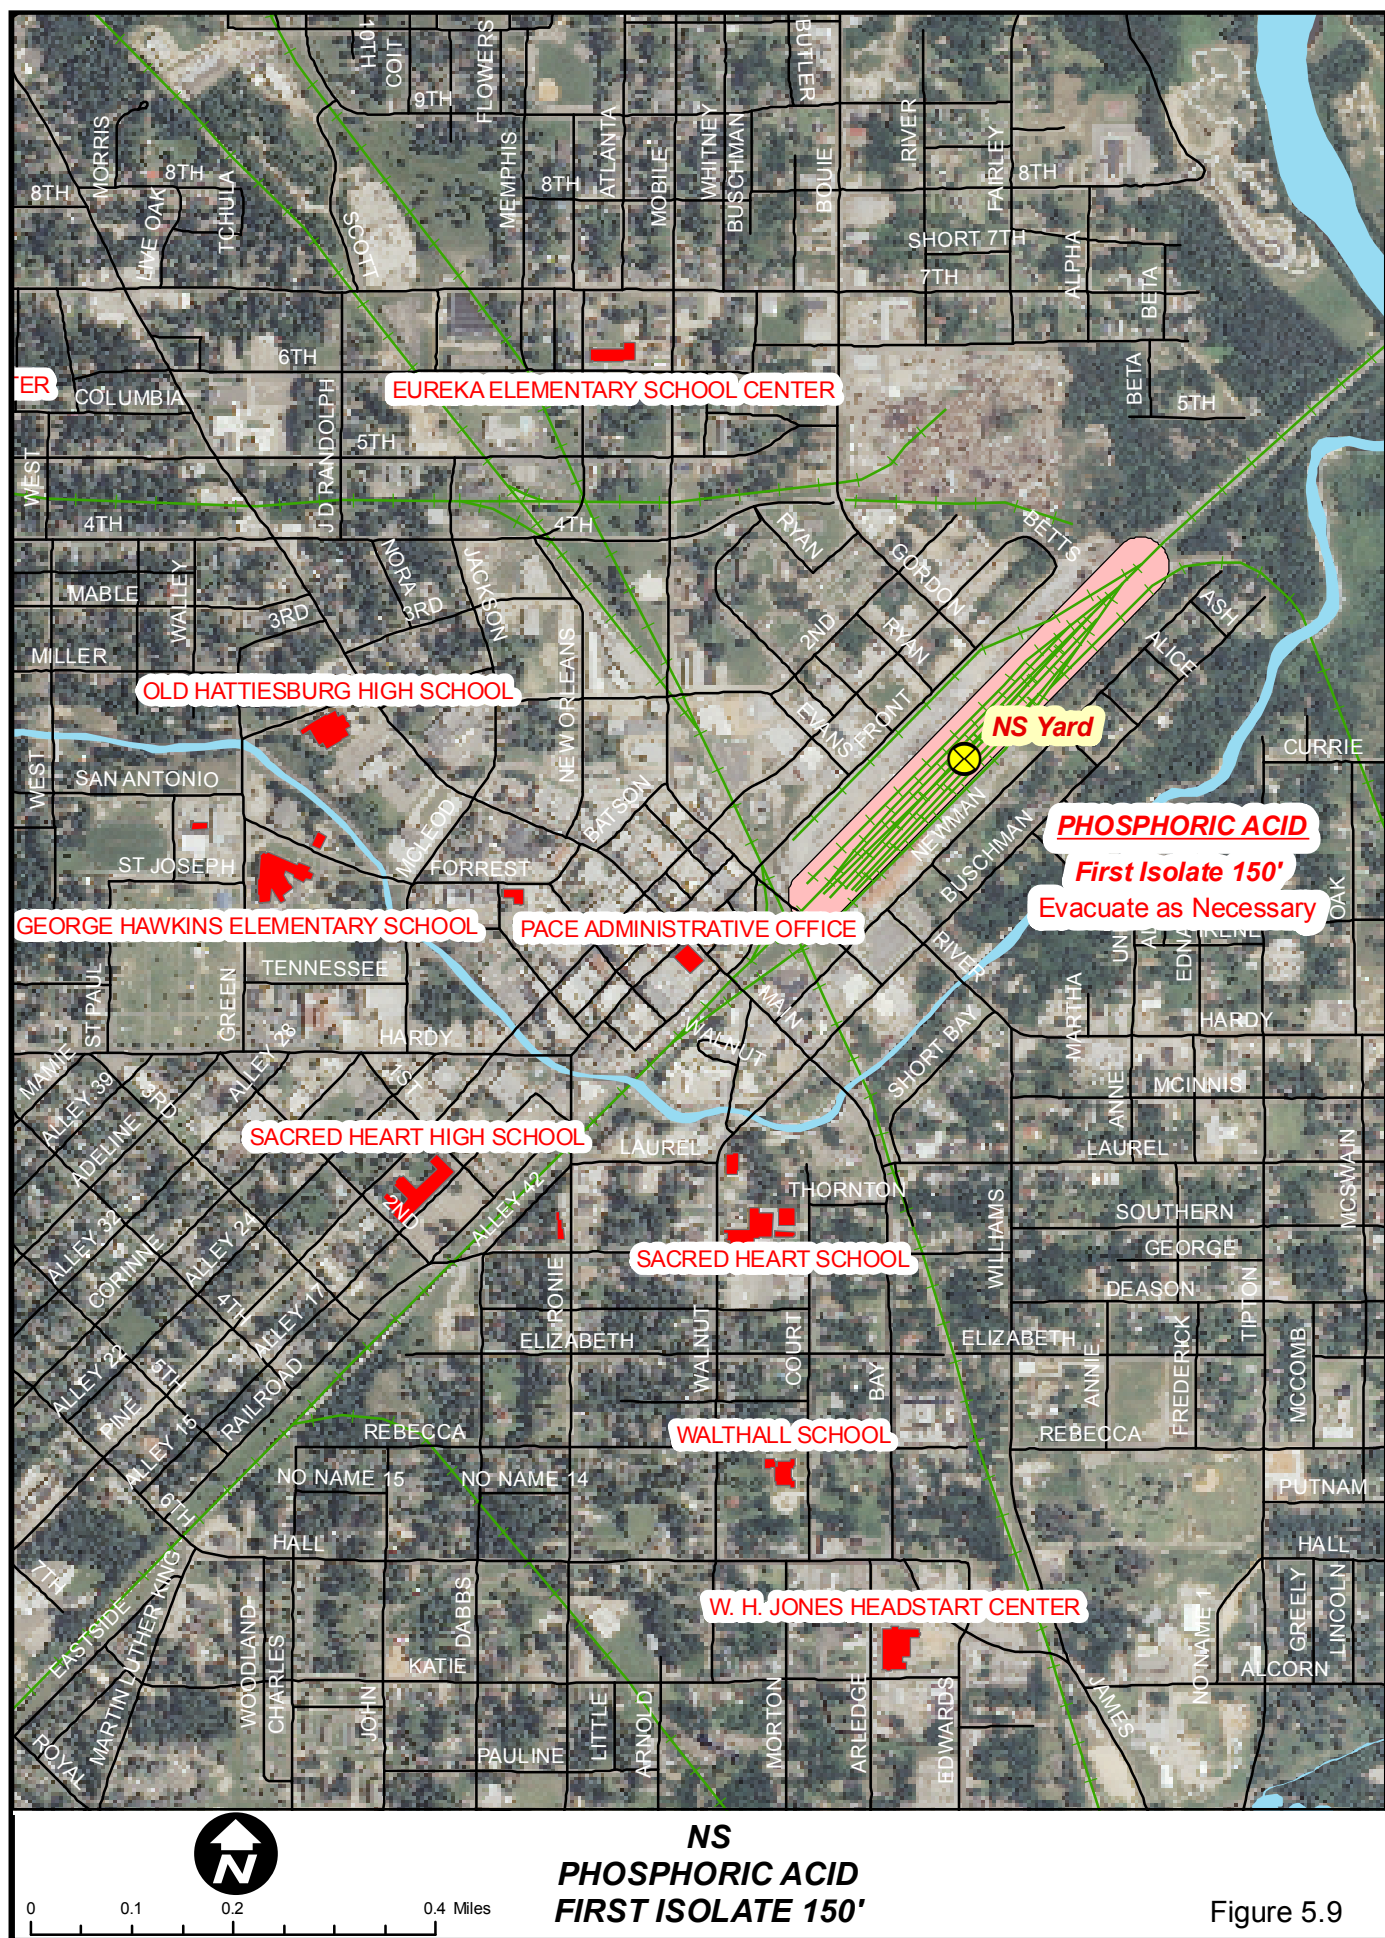 10TH
COIT
FLOWERS
BUTLER
9TH
MORRIS
MEMPHIS
ATLANTA
MOBILE
WHITNEY
BUSCHMAN
BOUIE
RIVER
FAIRLEY
8TH
8TH
8TH
8TH
LIVE OAK
TCHULA
SCOTT
SHORT 7TH
7TH
ALPHA
BETA
6TH
TER
COLUMBIA
EUREKA ELEMENTARY SCHOOL CENTER
BETA
5TH
J D RANDOLPH
5TH
WEST
4TH
4TH
RYAN
GORDON
BETTS
NORA
JACKSON
MABLE
WALLEY
3RD
3RD
2ND
RYAN
ASH
ALICE
MILLER
NEW ORLEANS
OLD HATTIESBURG HIGH SCHOOL
EVANS
FRONT
NS Yard
CURRIE
WEST
SAN ANTONIO
BATSON
MCLEOD
NEWMAN
BUSCHMAN
PHOSPHORIC ACID
First Isolate 150'
Evacuate as Necessary
ST JOSEPH
FORREST
OAK
GEORGE HAWKINS ELEMENTARY SCHOOL
PACE ADMINISTRATIVE OFFICE
RIVER
EDNA
IRENE
TENNESSEE
ST PAUL
GREEN
MAIN
WALNUT
HARDY
HARDY
MARTHA
SHORT BAY
MAMIE
ALLEY 39
3RD
ALLEY 28
1ST
ADELINE
ANNE
MCINNIS
SACRED HEART HIGH SCHOOL
LAUREL
LAUREL
MCSWAIN
THORNTON
2ND
ALLEY 42
ALLEY 32
CORINNE
ALLEY 24
WILLIAMS
SOUTHERN
GEORGE
SACRED HEART SCHOOL
RONIE
4TH
ALLEY 17
DEASON
TIPTON
ELIZABETH
ELIZABETH
WALNUT
COURT
BAY
ANNIE
FREDERICK
MCCOMB
ALLEY 22
5TH
PINE
RAILROAD
REBECCA
WALTHALL SCHOOL
REBECCA
ALLEY 15
NO NAME 15
NO NAME 14
PUTNAM
6TH
HALL
HALL
7TH
W. H. JONES HEADSTART CENTER
EASTSIDE
MARTIN LUTHER KING
WOODLAND
CHARLES
DABBS
KATIE
NO NAME 1
GREELY
LINCOLN
ALCORN
ROYAL
JOHN
PAULINE
LITTLE
ARNOLD
MORTON
ARLEDGE
EDWARDS
JAMES
N
0 0.1 0.2 0.4 Miles
NS
PHOSPHORIC ACID
FIRST ISOLATE 150'
Figure 5.9